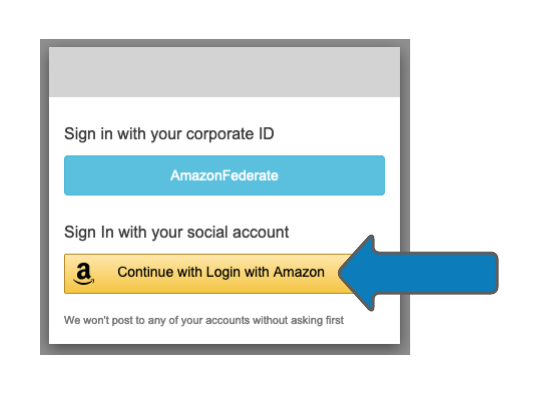 Sign in with your corporate ID
AmazonFederate
Sign In with your social account
a Continue with Login with Amazon
We won't post to any of your accounts without asking first